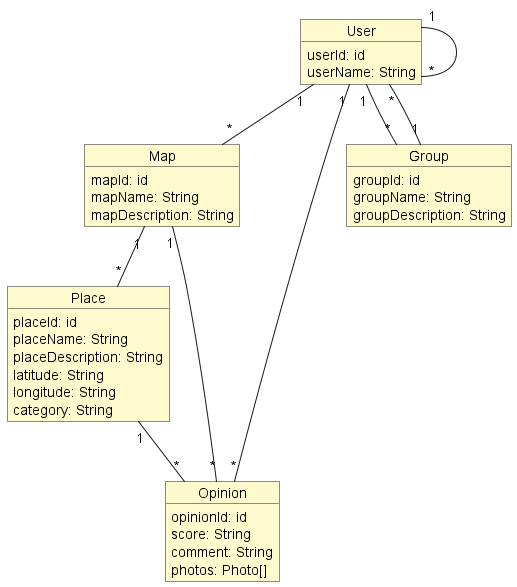 User
userId: id
userName: String
1
*
1
1
1
*
*
*
1
Map
mapId: id
mapName: String
mapDescription: String
Group
groupId: id
groupName: String
groupDescription: String
1
1
*
Place
placeId: id
placeName: String
placeDescription: String
latitude: String
longitude: String
category: String
1
*
*
*
Opinion
opinionId: id
score: String
comment: String
photos: Photo[]